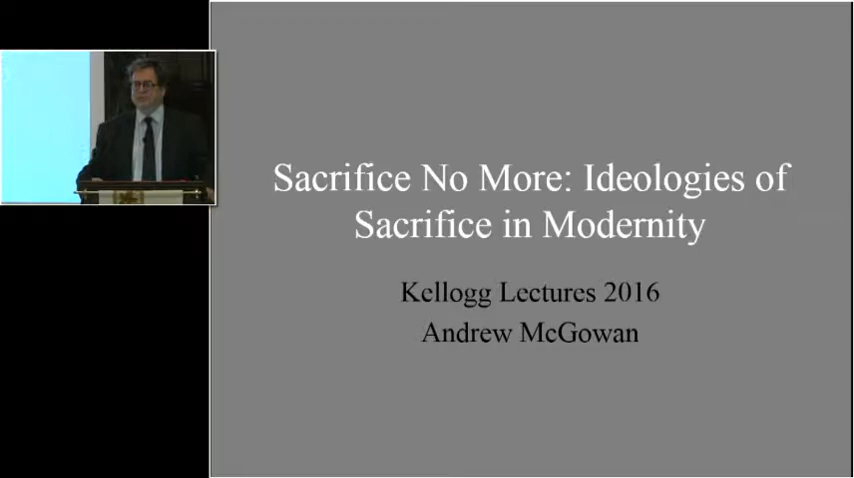 Sacrifice No More: Ideologies of
Sacrifice in Modernity
Kellogg Lectures 2016
Andrew McGowan